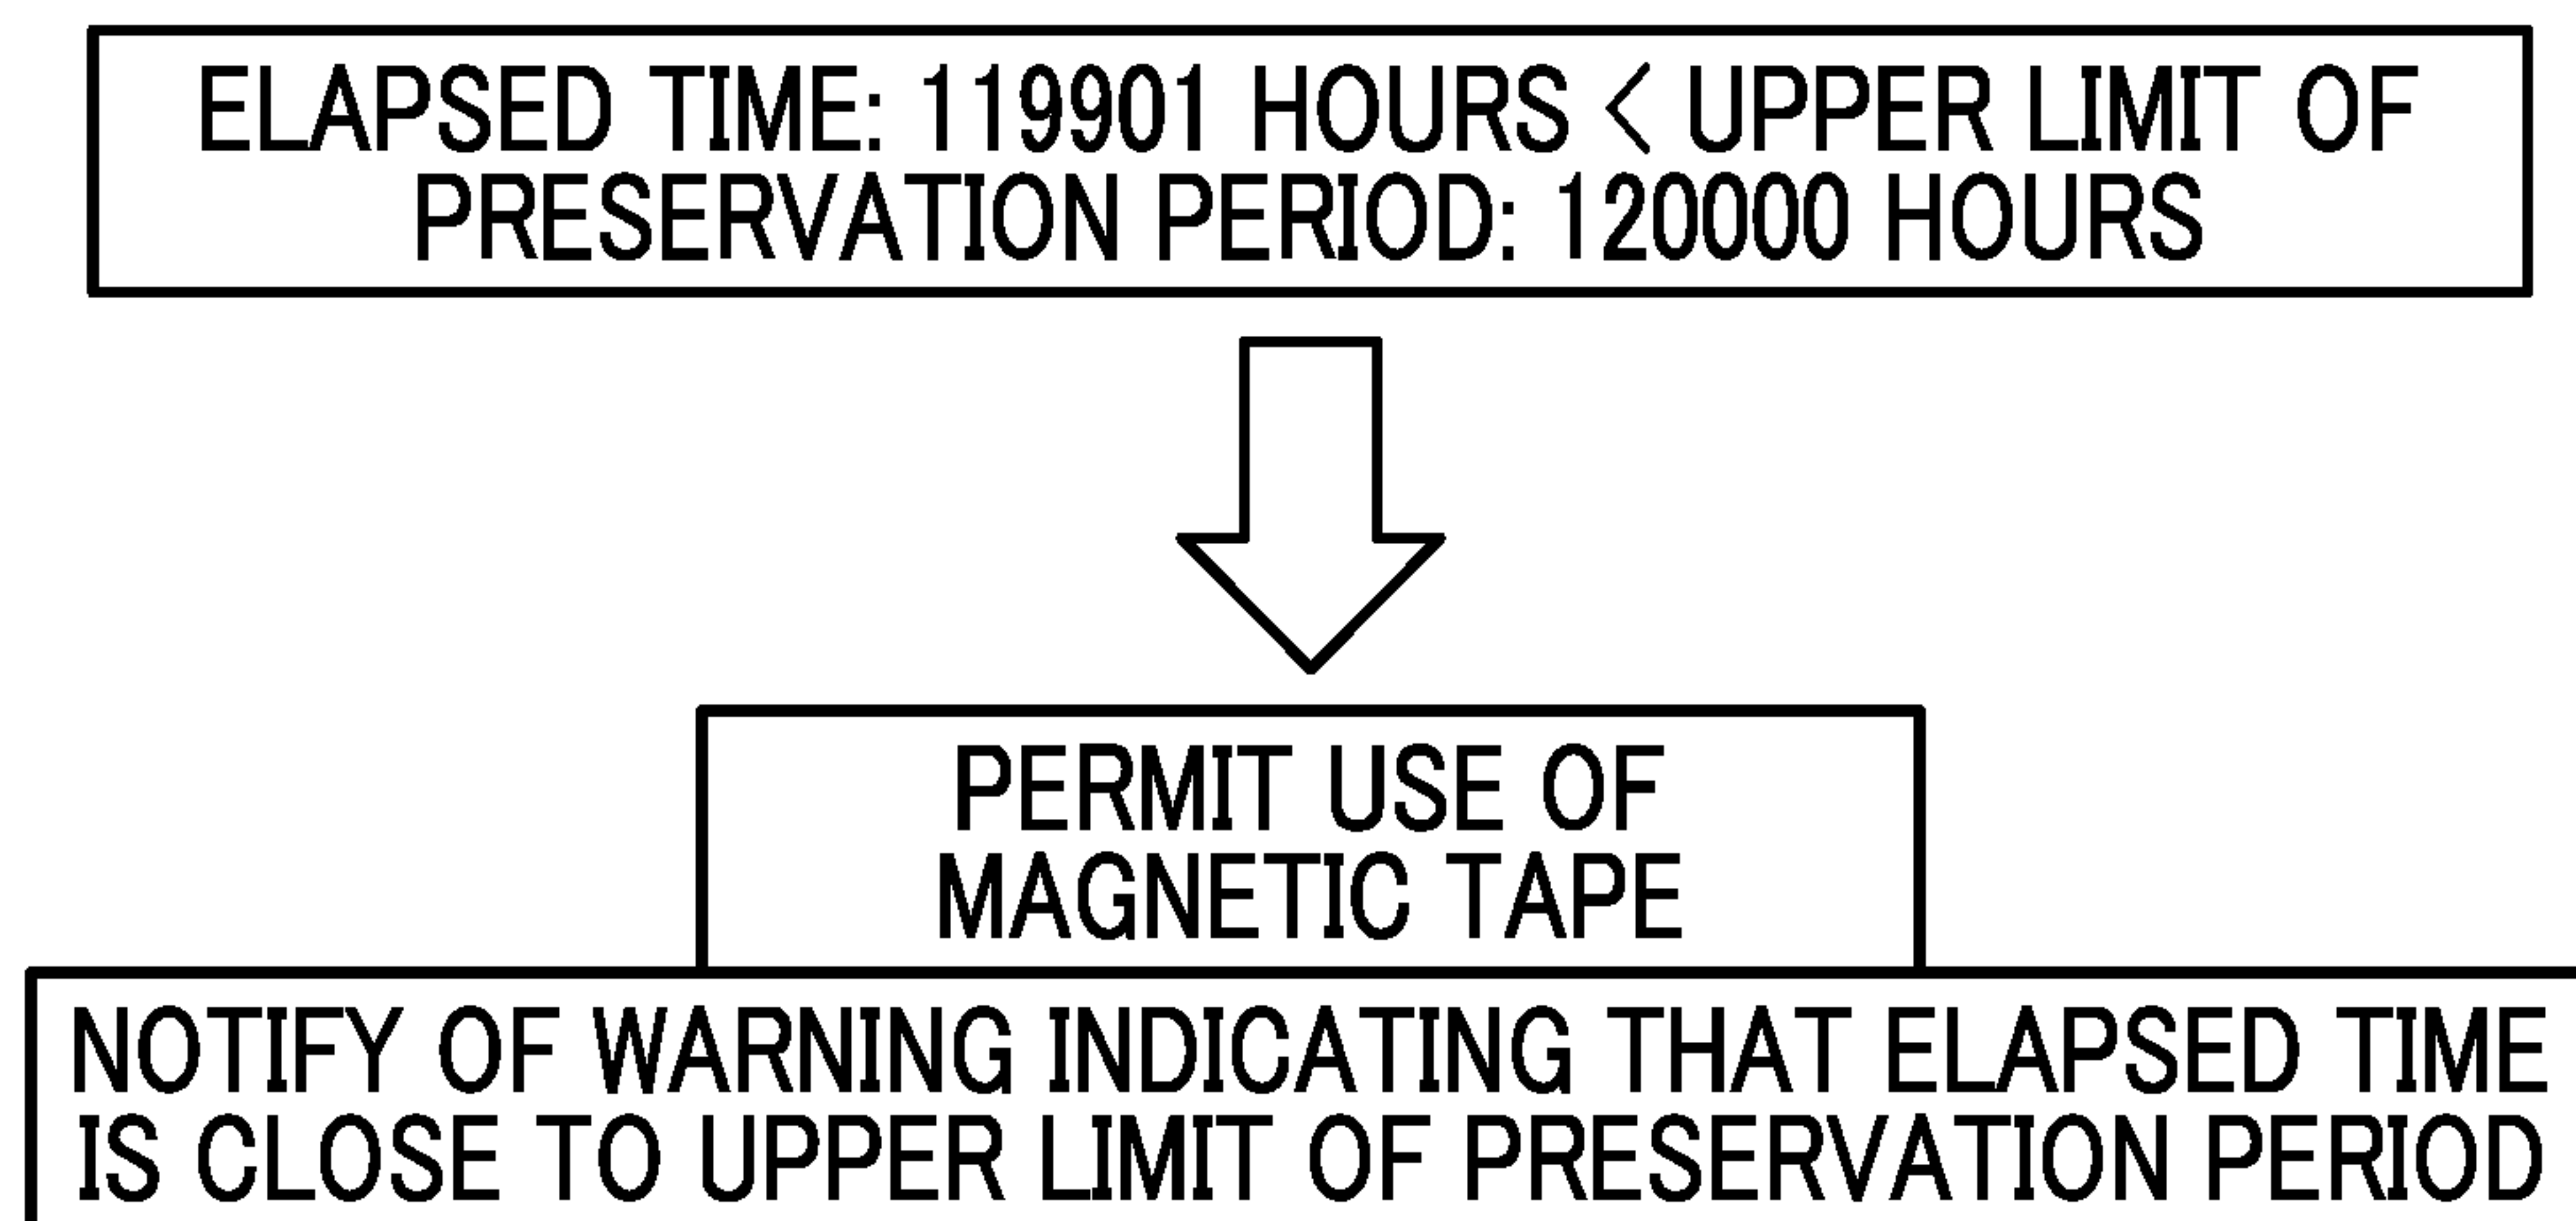 ELAPSED TIME: 119901 HOURS < UPPER LIMIT OF
PRESERVATION PERIOD: 120000 HOURS
PERMIT USE OF
MAGNETIC TAPE
NOTIFY OF WARNING INDICATING THAT ELAPSED TIME
IS CLOSE TO UPPER LIMIT OF PRESERVATION PERIOD